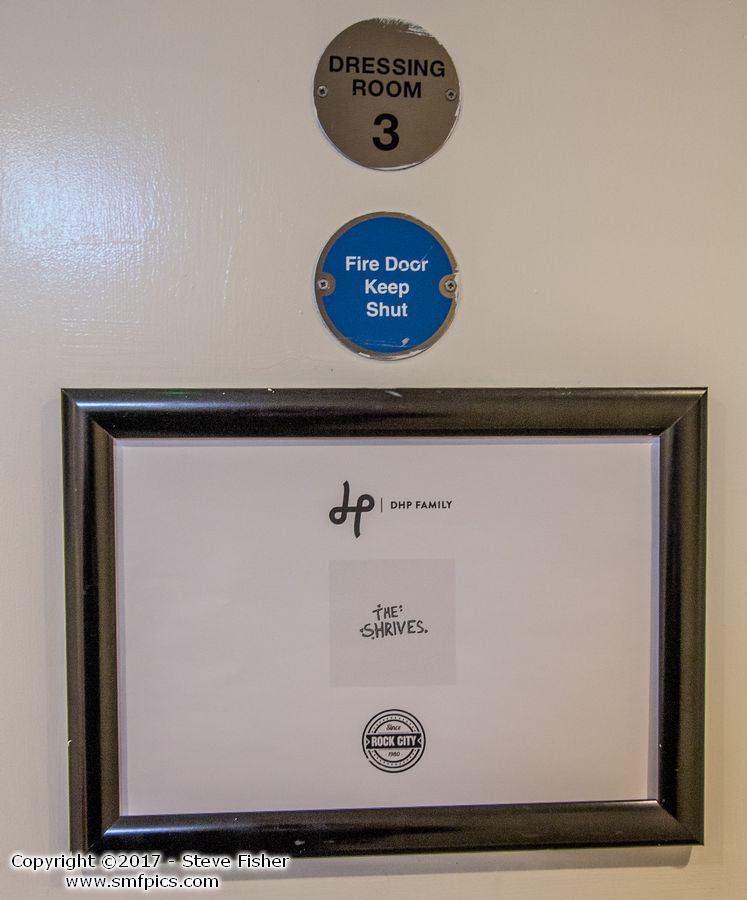 DRESSING
ROOM
3
Fire Door
Keep
Shut
DHP FAMILY
THE
SHRIVES.
Since
ROCK CITY
1980
Copyright ©2017 - Steve Fisher
www.smfpics.com